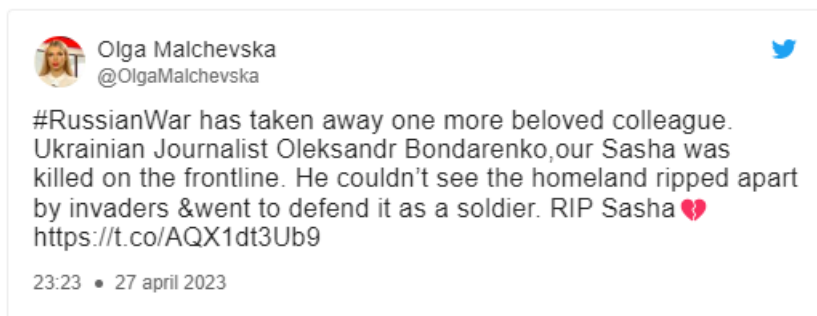 Olga Malchevska
@OlgaMalchevska
#RussianWar has taken away one more beloved colleague.
Ukrainian Journalist Oleksandr Bondarenko,our Sasha was
killed on the frontline. He couldn’t see the homeland ripped apart
by invaders &went to defend it as a soldier. RIP Sasha💔
https://t.co/AQX1dt3Ub9
23:23 • 27 april 2023